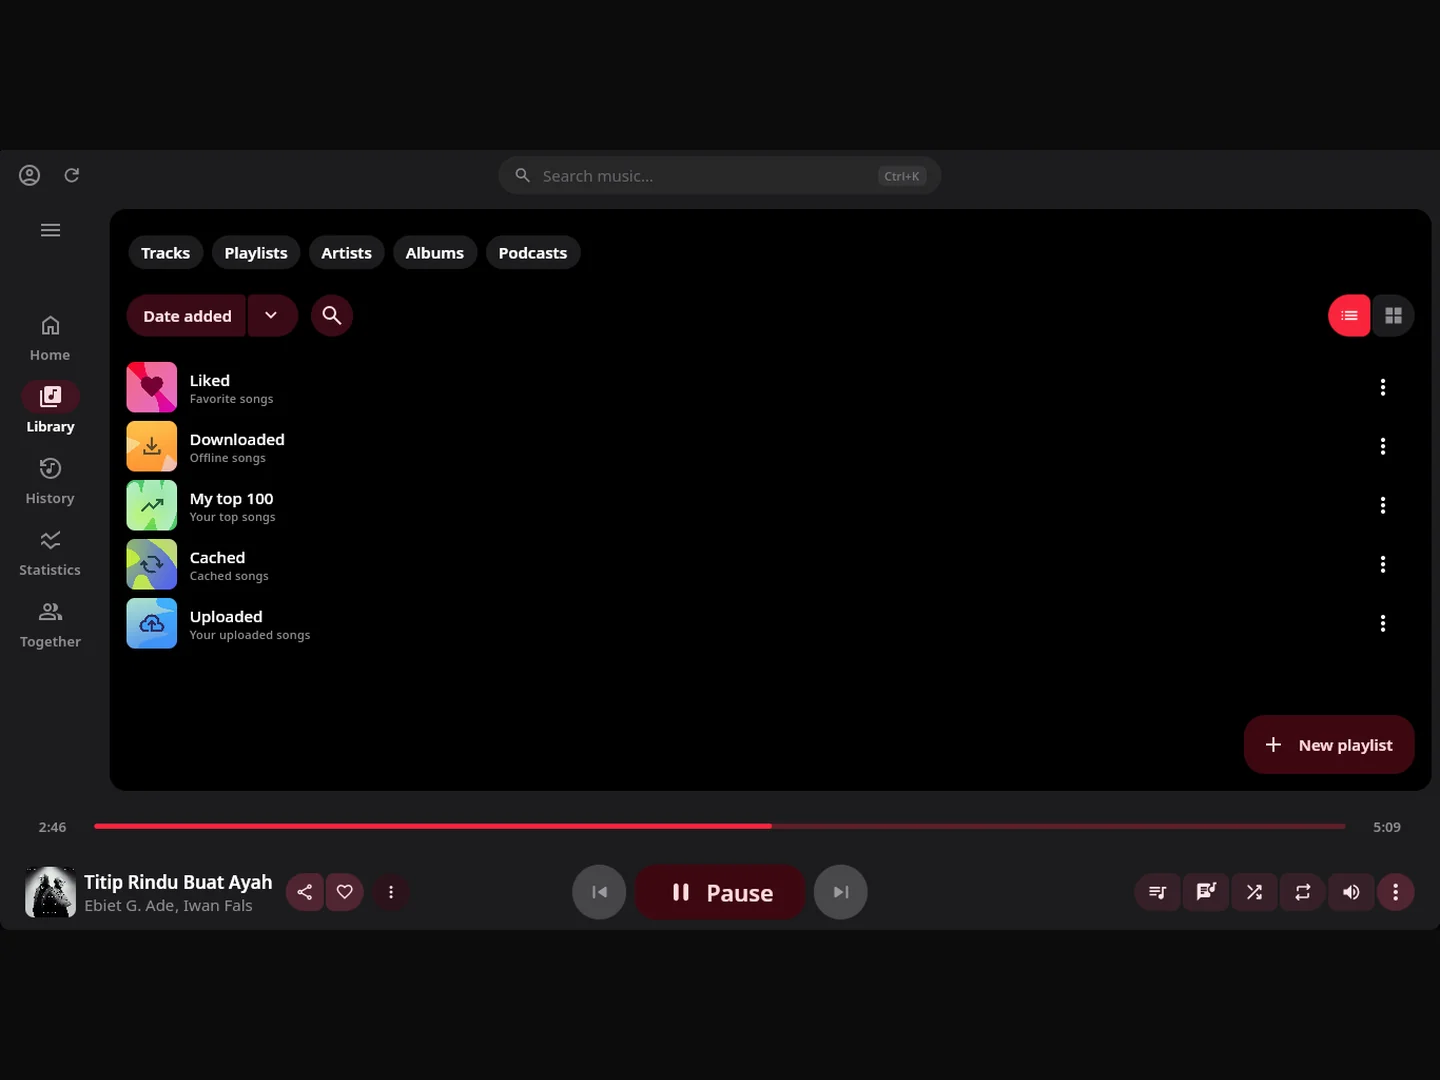 Search music...
Ctrl+K
Tracks
Playlists
Artists
Albums
Podcasts
Date added
Home
Library
History
Statistics
Together
Liked
Favorite songs
Downloaded
Offline songs
My top 100
Your top songs
Cached
Cached songs
Uploaded
Your uploaded songs
New playlist
2:46
5:09
Titip Rindu Buat Ayah
Ebiet G. Ade, Iwan Fals
Pause